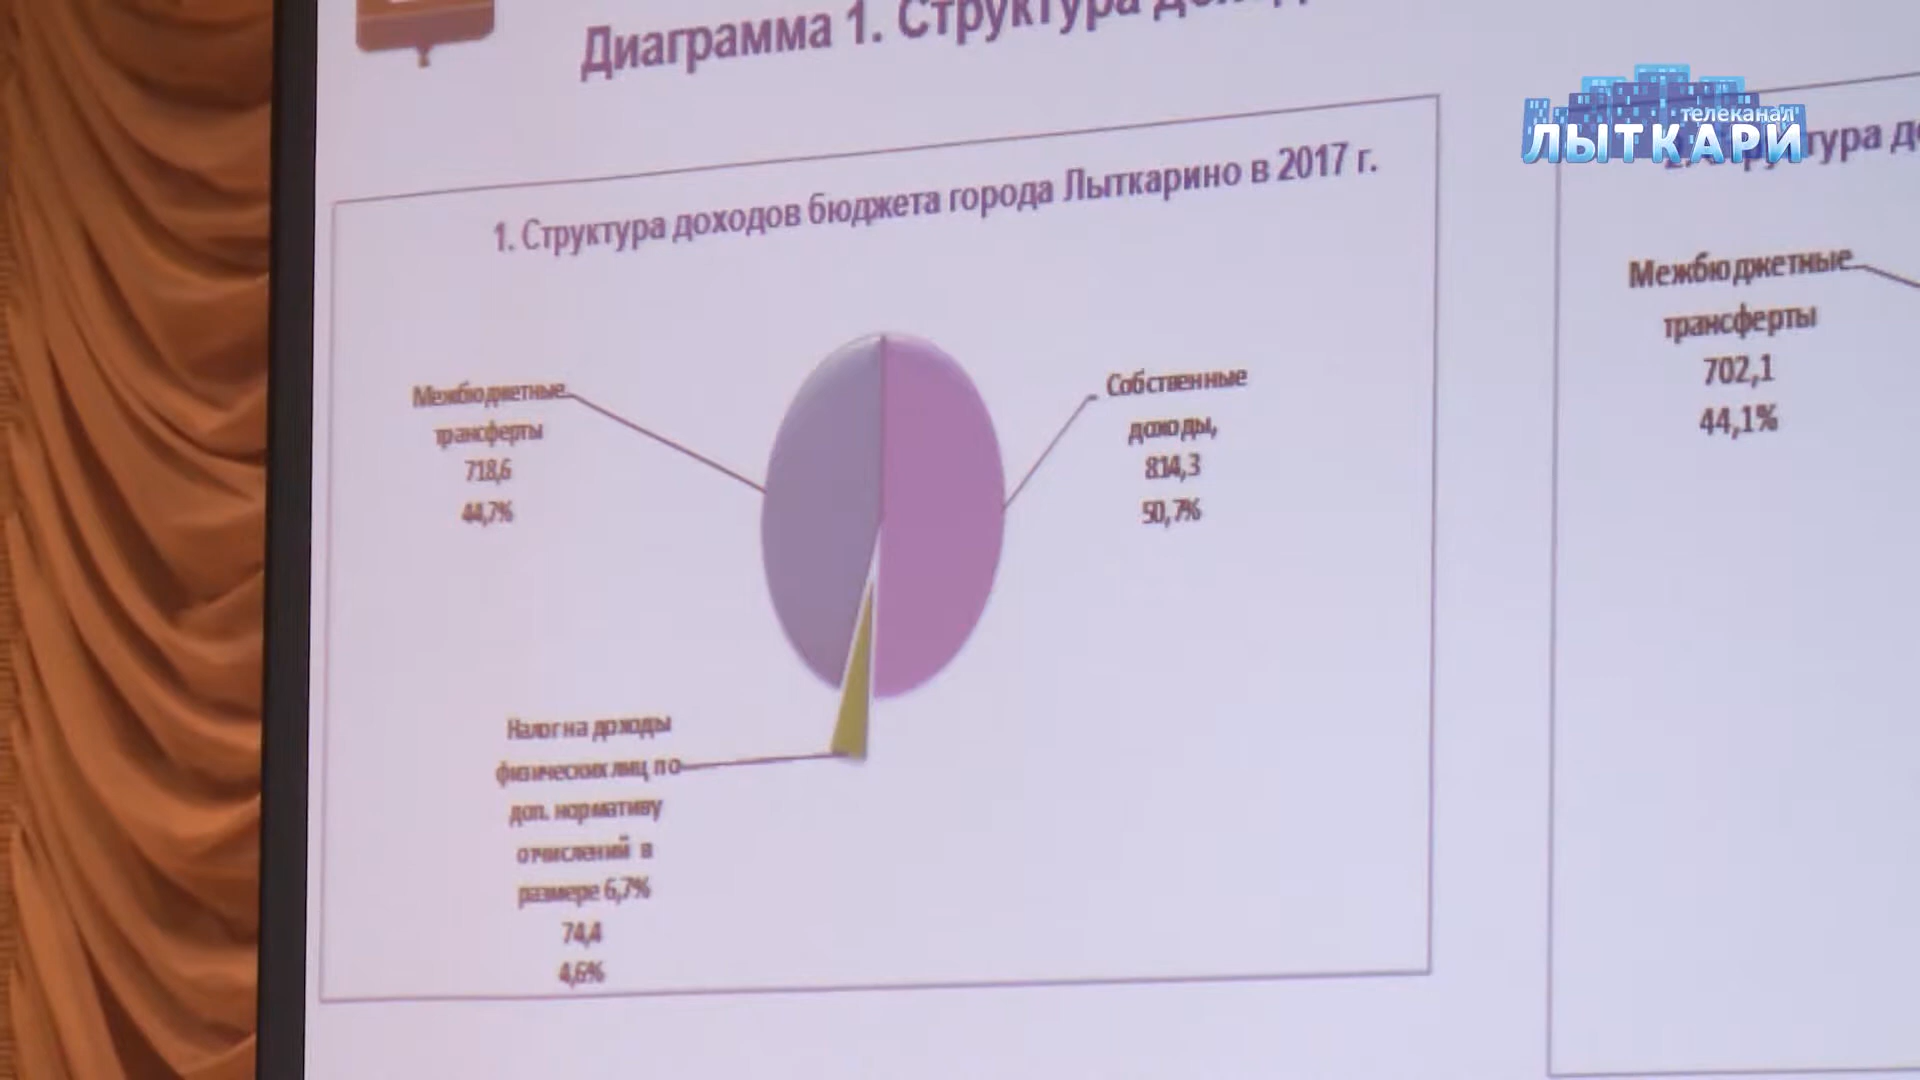 Диаграмма 1. Структура
телеканал
ЛЫТКАРИ
1. Структура доходов бюджета города Лыткарино в 2017 г.
Межбюджетные
трансферты
718,6
44,7%
Собственные
доходы,
814,3
50,7%
Налог на доходы
физических лиц по
доп. нормативу
отчислений в
размере 6,7%
74,4
4,6%
Межбюджетные
трансферты
702,1
44,1%